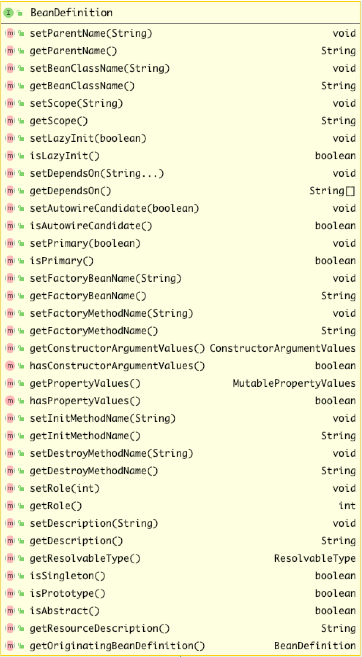 BeanDefinition
setParentName(String) void
getParentName() String
setBeanClassName(String) void
getBeanClassName() String
setScope(String) void
getScope() String
setLazyInit(boolean) void
isLazyInit() boolean
setDependsOn(String...) void
getDependsOn() String[]
setAutowireCandidate(boolean) void
isAutowireCandidate() boolean
setPrimary(boolean) void
isPrimary() boolean
setFactoryBeanName(String) void
getFactoryBeanName() String
setFactoryMethodName(String) void
getFactoryMethodName() String
getConstructorArgumentValues() ConstructorArgumentValues
hasConstructorArgumentValues() boolean
getPropertyValues() MutablePropertyValues
hasPropertyValues() boolean
setInitMethodName(String) void
getInitMethodName() String
setDestroyMethodName(String) void
getDestroyMethodName() String
setRole(int) void
getRole() int
setDescription(String) void
getDescription() String
getResolvableType() ResolvableType
isSingleton() boolean
isPrototype() boolean
isAbstract() boolean
getResourceDescription() String
getOriginatingBeanDefinition() BeanDefinition